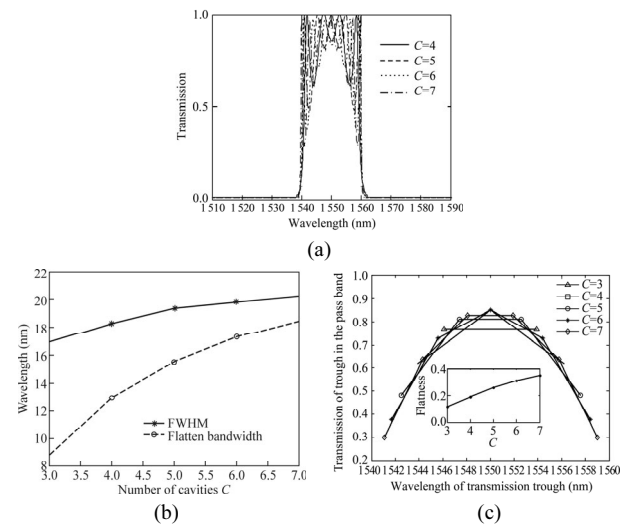 1.0
0.5
0.0
Transmission
C=4
C=5
C=6
C=7
1 510 1 520 1 530 1 540 1 550 1 560 1 570 1 580 1 590
Wavelength (nm)
(a)
22
20
18
16
14
12
10
8
Wavelength (nm)
FWHM
Flatten bandwidth
3.0 3.5 4.0 4.5 5.0 5.5 6.0 6.5 7.0
Number of cavities C
(b)
1.0
0.9
0.8
0.7
0.6
0.5
0.4
0.3
0.2
Transmission of trough in the pass band
C=3
C=4
C=5
C=6
C=7
0.4
0.2
0.0
Flatness
3 4 5 6 7
C
1 540 1 542 1 544 1 546 1 548 1 550 1 552 1 554 1 556 1 558 1 560
Wavelength of transmission trough (nm)
(c)